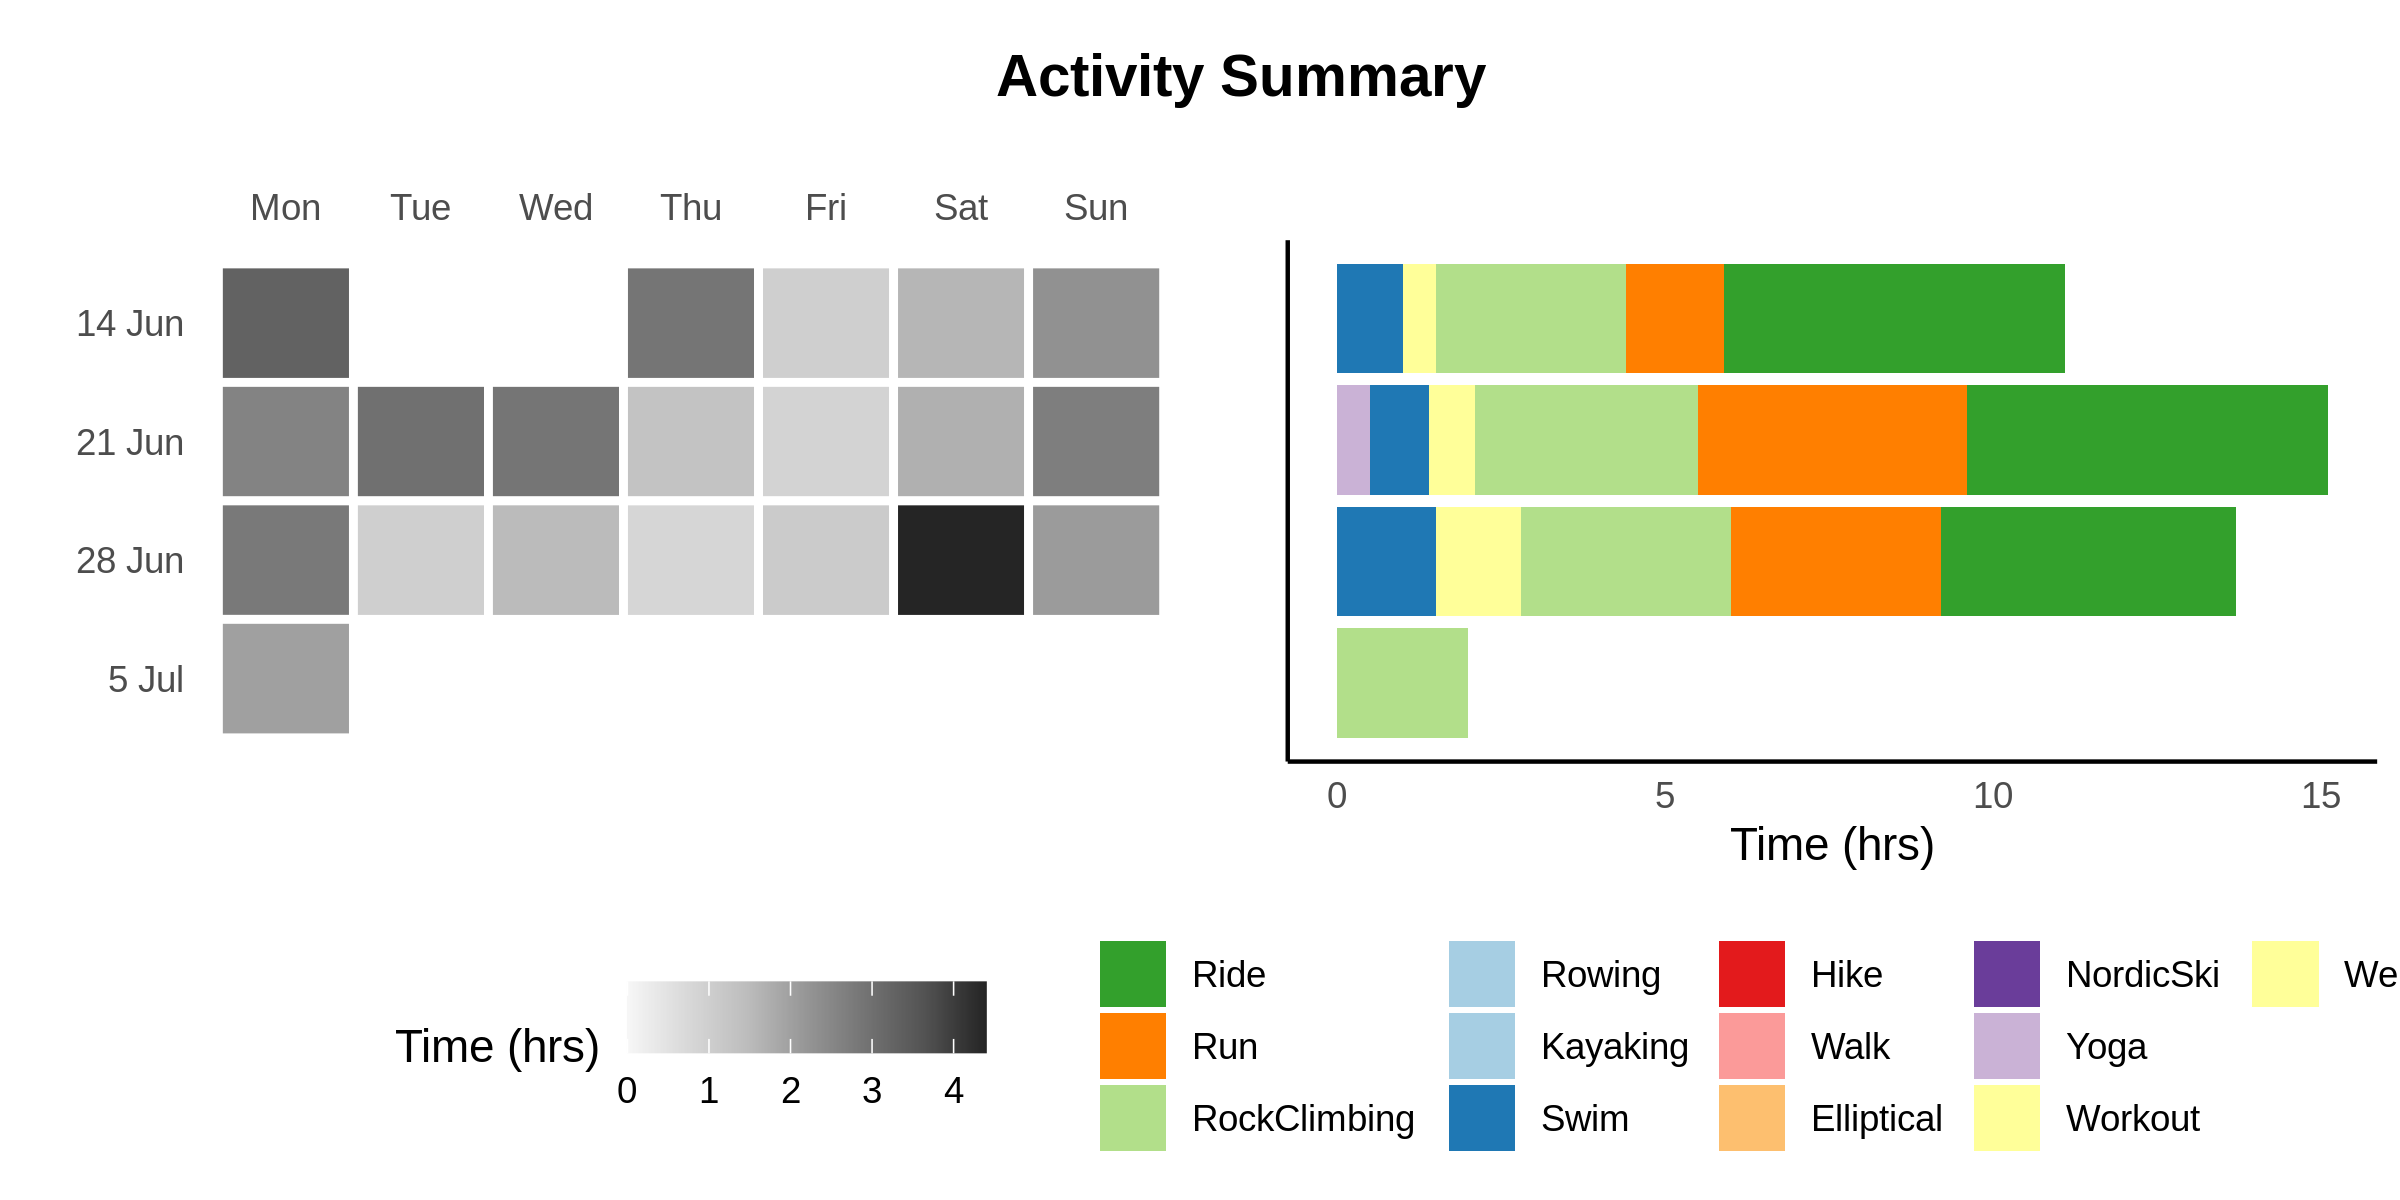 Activity Summary
Mon Tue Wed Thu Fri Sat Sun
14 Jun
21 Jun
28 Jun
5 Jul
0 5 10 15
Time (hrs)
Time (hrs)
0 1 2 3 4
Ride Rowing Hike NordicSki We
Run Kayaking Walk Yoga
RockClimbing Swim Elliptical Workout